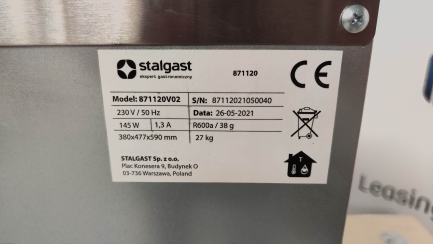 stalgast
ekspert gastronomiczny
871120
CE
Model: 871120V02 S/N: 87112021050040
230 V / 50 Hz Data: 26-05-2021
145 W 1,3 A R600a / 38 g
380x477x590 mm 27 kg
STALGAST Sp. z o.o.
Plac Konesera 9, Budynek O
03-736 Warszawa, Poland
T
Leasing